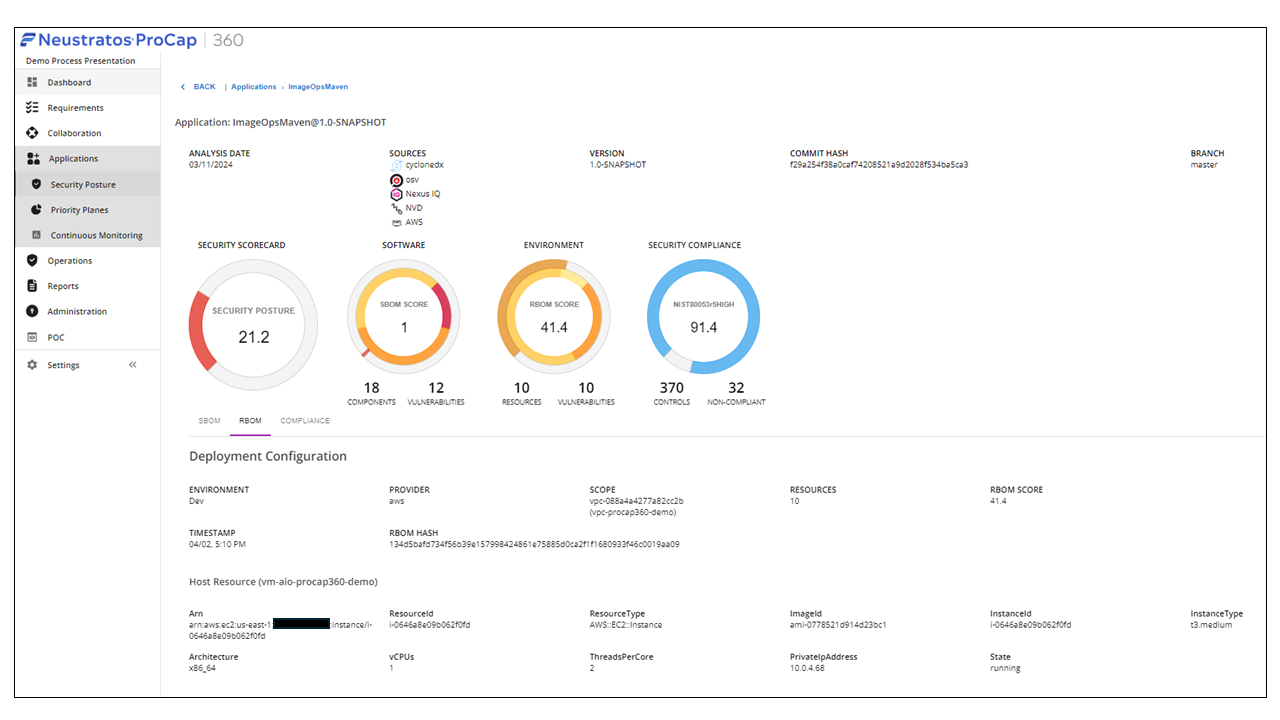 Neustratos·ProCap | 360
Demo Process Presentation
Dashboard
Requirements
Collaboration
Applications
Security Posture
Priority Planes
Continuous Monitoring
Operations
Reports
Administration
POC
Settings «
‹ BACK | Applications › ImageOpsMaven
Application: ImageOpsMaven@1.0-SNAPSHOT
ANALYSIS DATE
03/11/2024
SOURCES
cyclonedx
osv
Nexus IQ
NVD
aws AWS
VERSION
1.0-SNAPSHOT
COMMIT HASH
f29a254f38a0caf74208521a9d2028f534ba5ca3
BRANCH
master
SECURITY SCORECARD
SECURITY POSTURE
21.2
SOFTWARE
SBOM SCORE
1
18 12
COMPONENTS VULNERABILITIES
ENVIRONMENT
RBOM SCORE
41.4
10 10
RESOURCES VULNERABILITIES
SECURITY COMPLIANCE
NIST80053r5HIGH
91.4
370 32
CONTROLS NON-COMPLIANT
SBOM RBOM COMPLIANCE
Deployment Configuration
ENVIRONMENT
Dev
PROVIDER
aws
SCOPE
vpc-088a4a4277a82cc2b
(vpc-procap360-demo)
RESOURCES
10
RBOM SCORE
41.4
TIMESTAMP
04/02, 5:10 PM
RBOM HASH
134d5bafd734f56b39e157998424861e75885d0ca2f1f1680933f46c0019aa09
Host Resource (vm-aio-procap360-demo)
Arn
arn:aws:ec2:us-east-1: :instance/i-
0646a8e09b062f0fd
ResourceId
i-0646a8e09b062f0fd
ResourceType
AWS::EC2::Instance
ImageId
ami-0778521d914d23bc1
InstanceId
i-0646a8e09b062f0fd
InstanceType
t3.medium
Architecture
x86_64
vCPUs
1
ThreadsPerCore
2
PrivateIpAddress
10.0.4.68
State
running